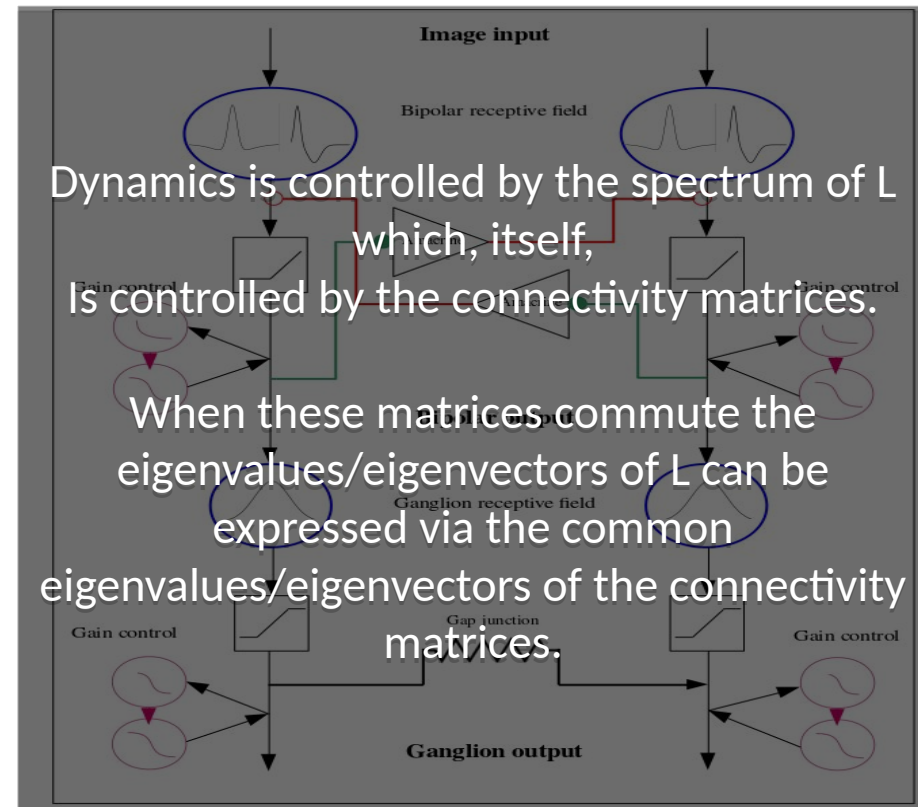 Image input
Bipolar receptive field
Dynamics is controlled by the spectrum of L
which, itself,
Is controlled by the connectivity matrices.
Gain control
Gain control
When these matrices commute the
Bipolar output
eigenvalues/eigenvectors of L can be
Ganglion receptive field
expressed via the common
eigenvalues/eigenvectors of the connectivity
matrices.
Gap junction
Gain control
Gain control
Ganglion output